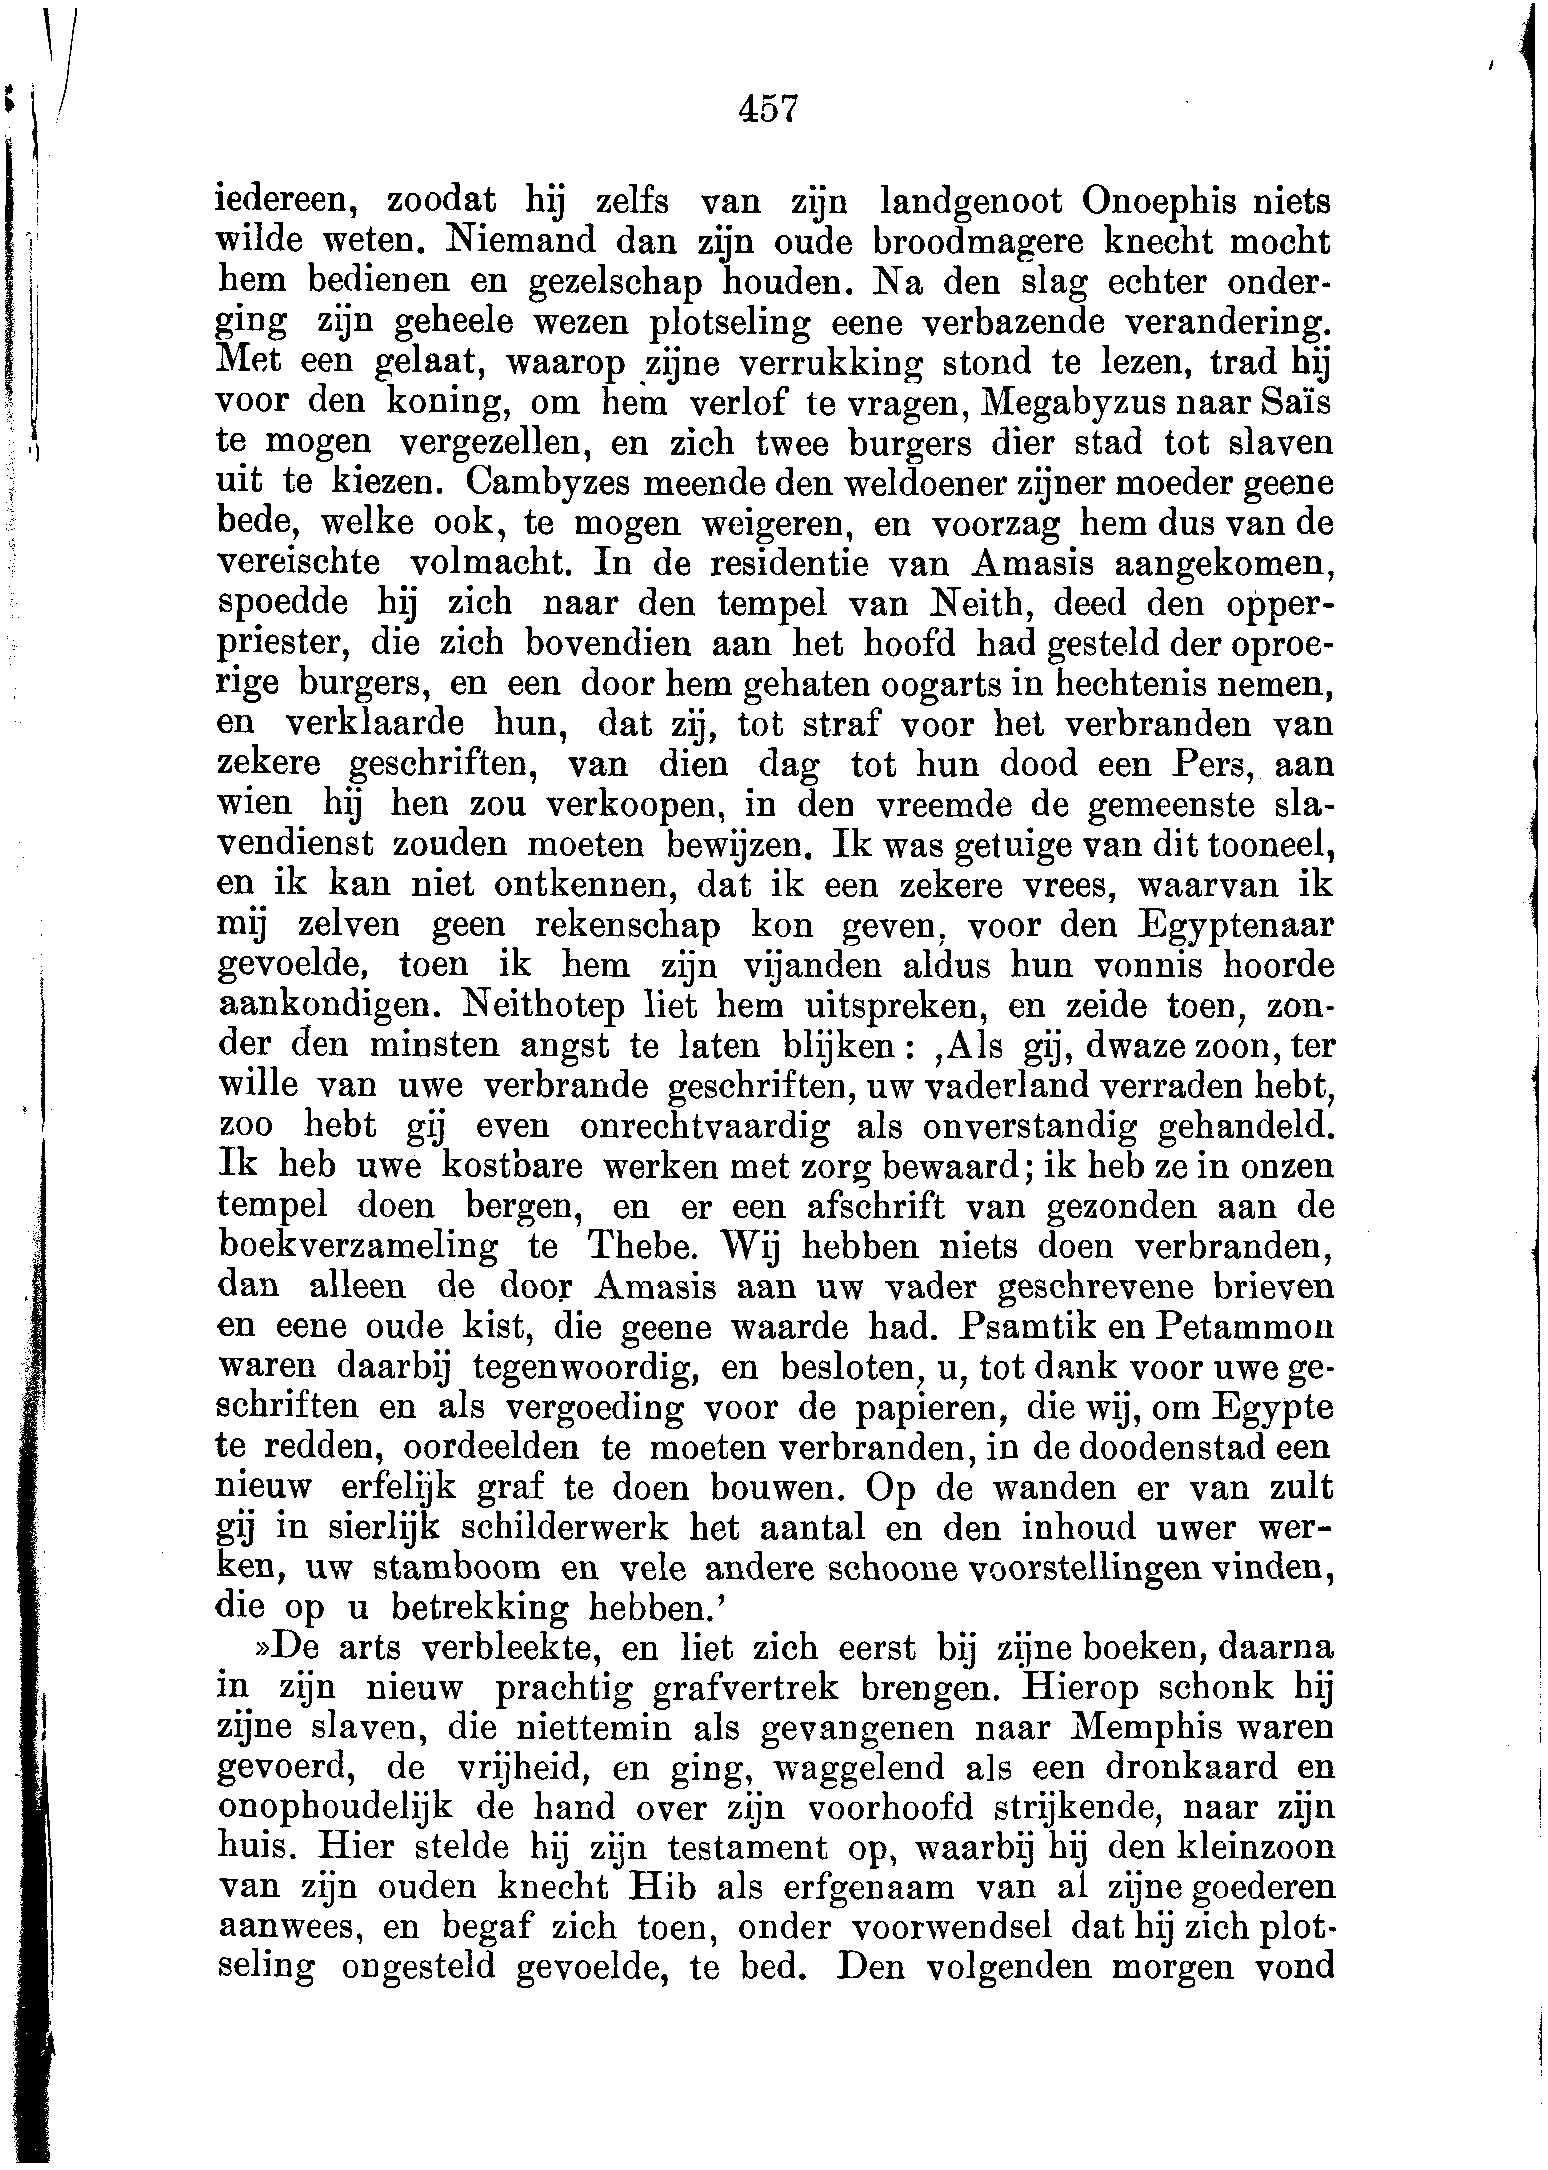 457
iedereen, zoodat hij zelfs van zijn landgenoot Onoephis niets
wilde weten. Niemand dan zijn oude broodmagere knecht mocht
hem bedienen en gezelschap houden. Na den slag echter onder-
ging zijn geheele wezen plotseling eene verbazende verandering.
Met een gelaat, waarop zijne verrukking stond te lezen, trad hij
voor den koning, om hem verlof te vragen, Megabyzus naar Saïs
te mogen vergezellen, en zich twee burgers dier stad tot slaven
uit te kiezen. Cambyzes meende den weldoener zijner moeder geene
bede, welke ook, te mogen weigeren, en voorzag hem dus van de
vereischte volmacht. In de residentie van Amasis aangekomen,
spoedde hij zich naar den tempel van Neith, deed den opper-
priester, die zich bovendien aan het hoofd had gesteld der oproe-
rige burgers, en een door hem gehaten oogarts in hechtenis nemen,
en verklaarde hun, dat zij, tot straf voor het verbranden van
zekere geschriften, van dien dag tot hun dood een Pers, aan
wien hij hen zou verkoopen, in den vreemde de gemeenste sla-
vendienst zouden moeten bewijzen. Ik was getuige van dit tooneel,
en ik kan niet ontkennen, dat ik een zekere vrees, waarvan ik
mij zelven geen rekenschap kon geven, voor den Egyptenaar
gevoelde, toen ik hem zijn vijanden aldus hun vonnis hoorde
aankondigen. Neithotep liet hem uitspreken, en zeide toen, zon-
der den minsten angst te laten blijken: ‚Als gij, dwaze zoon, ter
wille van uwe verbrande geschriften, uw vaderland verraden hebt,
zoo hebt gij even onrechtvaardig als onverstandig gehandeld.
Ik heb uwe kostbare werken met zorg bewaard; ik heb ze in onzen
tempel doen bergen, en er een afschrift van gezonden aan de
boekverzameling te Thebe. Wij hebben niets doen verbranden,
dan alleen de door Amasis aan uw vader geschrevene brieven
en eene oude kist, die geene waarde had. Psamtik en Petammon
waren daarbij tegenwoordig, en besloten, u, tot dank voor uwe ge-
schriften en als vergoeding voor de papieren, die wij, om Egypte
te redden, oordeelden te moeten verbranden, in de doodenstad een
nieuw erfelijk graf te doen bouwen. Op de wanden er van zult
gij in sierlijk schilderwerk het aantal en den inhoud uwer wer-
ken, uw stamboom en vele andere schoone voorstellingen vinden,
die op u betrekking hebben.’
»De arts verbleekte, en liet zich eerst bij zijne boeken, daarna
in zijn nieuw prachtig grafvertrek brengen. Hierop schonk hij
zijne slaven, die niettemin als gevangenen naar Memphis waren
gevoerd, de vrijheid, en ging, waggelend als een dronkaard en
onophoudelijk de hand over zijn voorhoofd strijkende, naar zijn
huis. Hier stelde hij zijn testament op, waarbij hij den kleinzoon
van zijn ouden knecht Hib als erfgenaam van al zijne goederen
aanwees, en begaf zich toen, onder voorwendsel dat hij zich plot-
seling ongesteld gevoelde, te bed. Den volgenden morgen vond